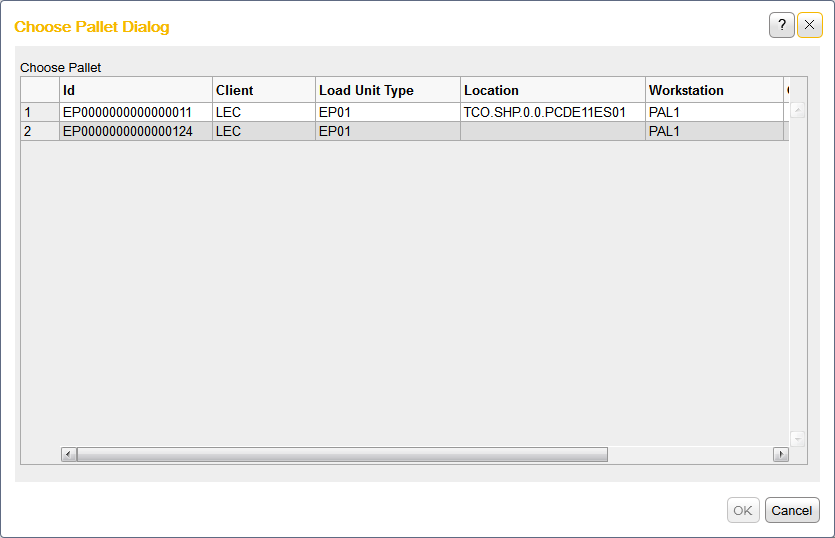 Choose Pallet Dialog ?
Choose Pallet
Id Client Load Unit Type Location Workstation
1 EP0000000000000011 LEC EP01 TCO.SHP.0.0.PCDE11ES01 PAL1
2 EP0000000000000124 LEC EP01 PAL1
OK Cancel